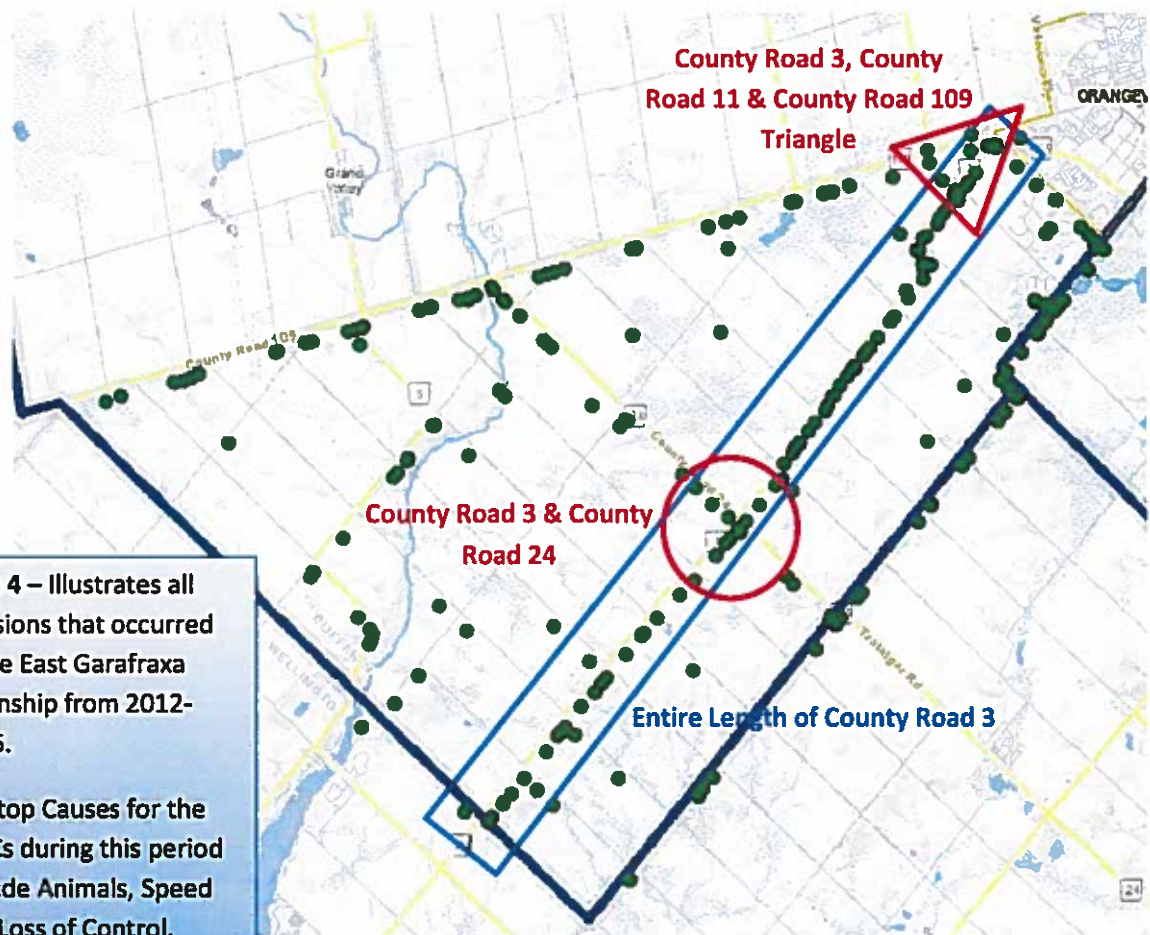 County Road 3, County
Road 11 & County Road 109
Triangle
ORANGEV
Grand
Valley
County Road 109
5
County Road 3 & County
Road 24
4 – Illustrates all
sions that occurred
e East Garafraxa
nship from 2012-
top Causes for the
s during this period
de Animals, Speed
Loss of Control.
WELLINGTON
Trafalgar Rd
Entire Length of County Road 3
24